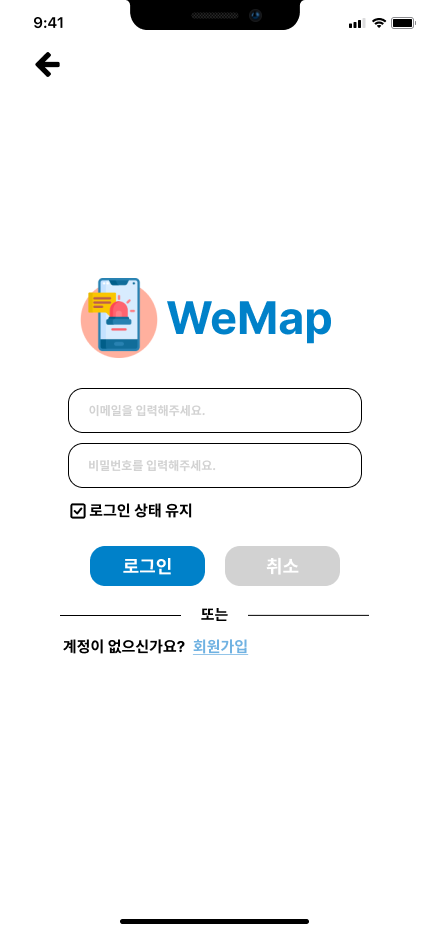 9:41
WeMap
이메일을 입력해주세요.
비밀번호를 입력해주세요.
로그인 상태 유지
로그인 취소
또는
계정이 없으신가요? 회원가입